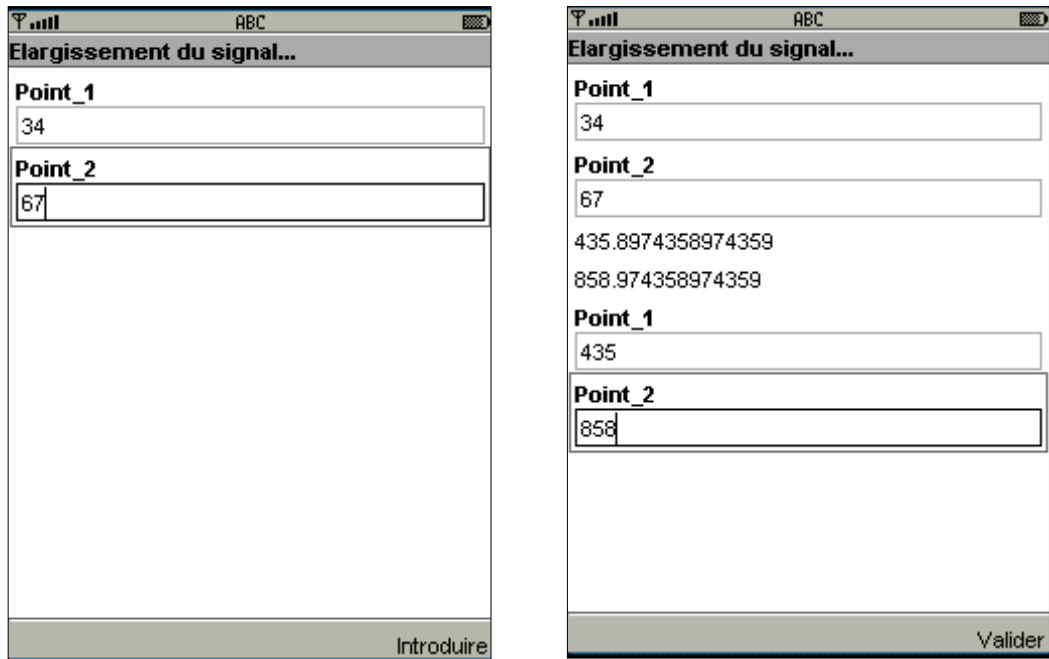 ABC
Elargissement du signal...
Point_1
34
Point_2
67
Introduire
ABC
Elargissement du signal...
Point_1
34
Point_2
67
435.8974358974359
858.974358974359
Point_1
435
Point_2
858
Valider